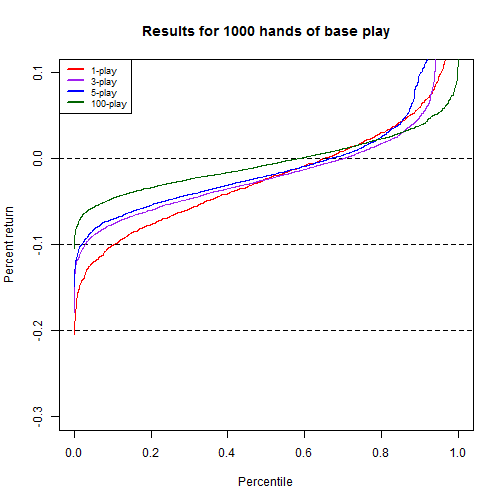 Results for 1000 hands of base play
1-play
3-play
5-play
100-play
Percent return
0.1
0.0
-0.1
-0.2
-0.3
0.0 0.2 0.4 0.6 0.8 1.0
Percentile